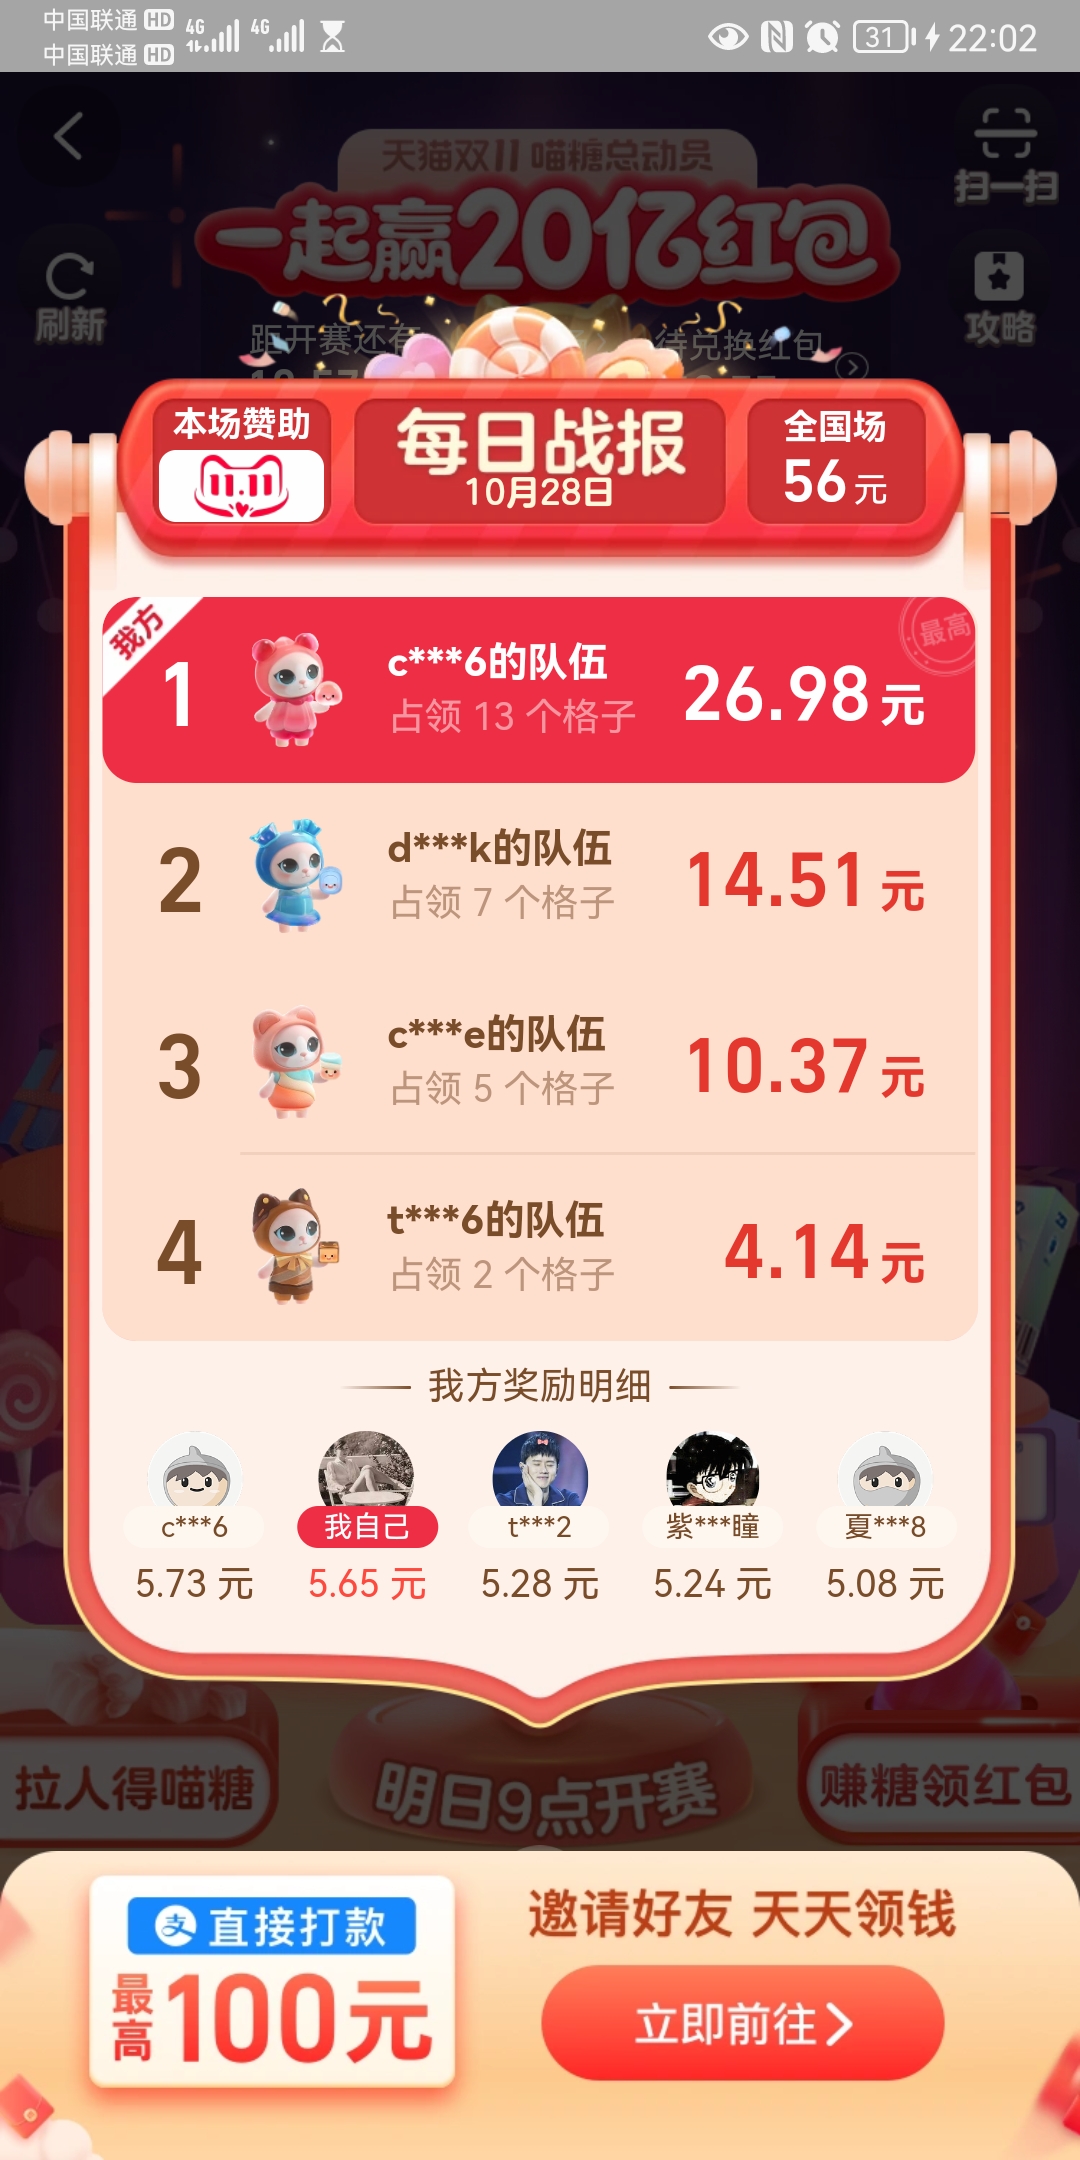 中国联通 HD
中国联通 HD
4G 4G
31
22:02
天猫双11 喵糖总动员
一起赢20亿红包
扫一扫
刷新
攻略
距开赛还有
待兑换红包
本场赞助
11.11
每日战报
10月28日
全国场
56元
我方
1
c***6的队伍
占领 13 个格子
26.98元
最高
2
d***k的队伍
占领 7 个格子
14.51元
3
c***e的队伍
占领 5 个格子
10.37元
4
t***6的队伍
占领 2 个格子
4.14元
我方奖励明细
c***6
我自己
t***2
紫***瞳
夏***8
5.73 元
5.65 元
5.28 元
5.24 元
5.08 元
拉人得喵糖
明日9点开赛
赚糖领红包
支 直接打款
最高100元
邀请好友 天天领钱
立即前往